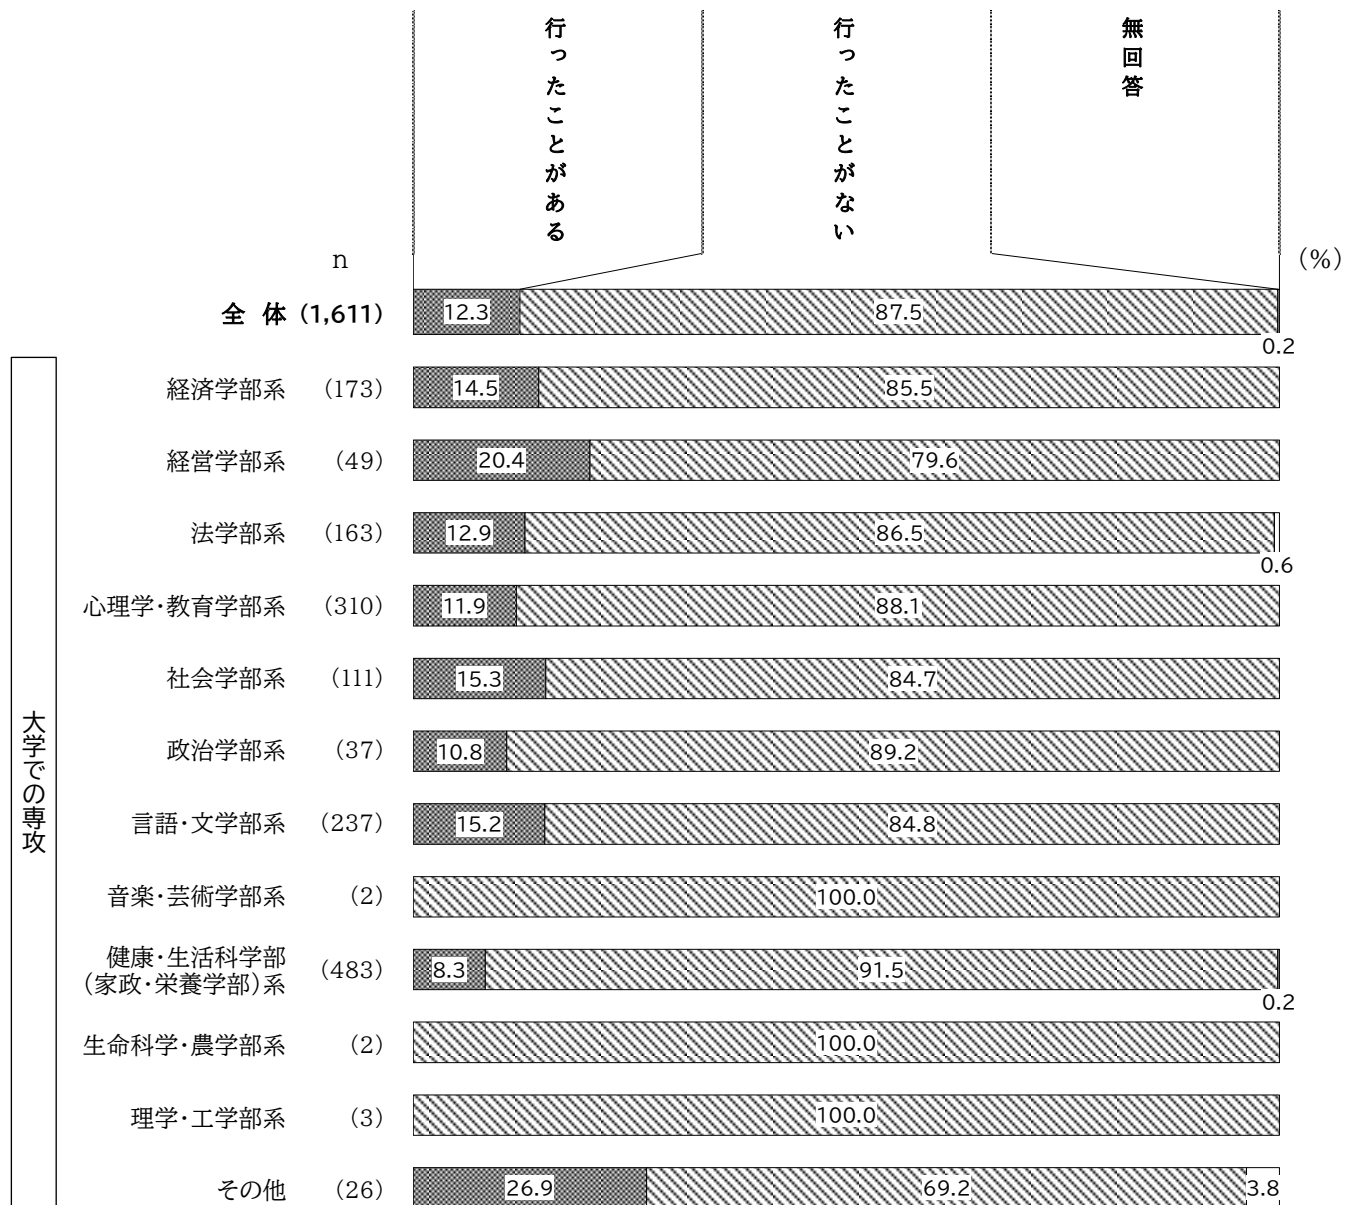 行ったことがある
行ったことがない
無回答
n
(%)
全 体 (1,611) 12.3 87.5
0.2
大学での専攻
経済学部系 (173) 14.5 85.5
経営学部系 (49) 20.4 79.6
法学部系 (163) 12.9 86.5
0.6
心理学・教育学部系 (310) 11.9 88.1
社会学部系 (111) 15.3 84.7
政治学部系 (37) 10.8 89.2
言語・文学部系 (237) 15.2 84.8
音楽・芸術学部系 (2) 100.0
健康・生活科学部
(家政・栄養学部)系 (483) 8.3 91.5
0.2
生命科学・農学部系 (2) 100.0
理学・工学部系 (3) 100.0
その他 (26) 26.9 69.2 3.8